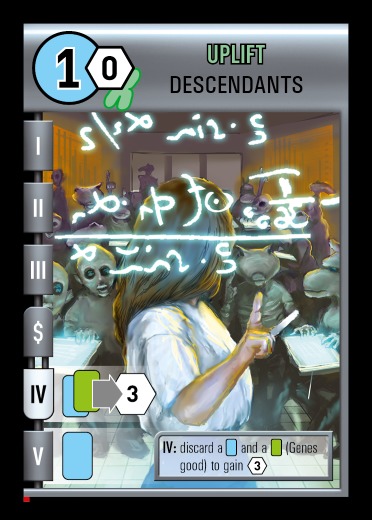 1 0
UPLIFT
DESCENDANTS
I
II
III
$
IV 3
V
IV: discard a and a (Genes
good) to gain 3